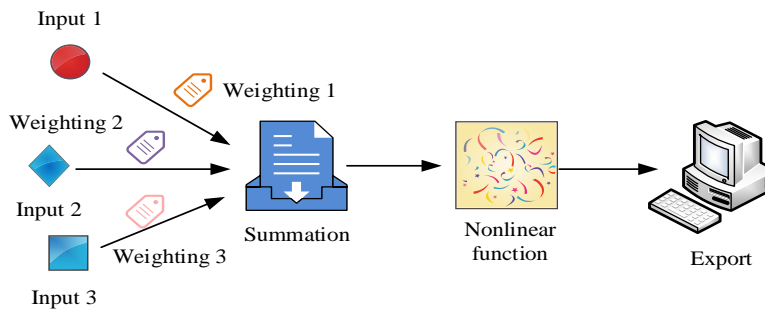 Input 1
Weighting 1
Weighting 2
Input 2
Summation
Nonlinear
function
Weighting 3
Export
Input 3